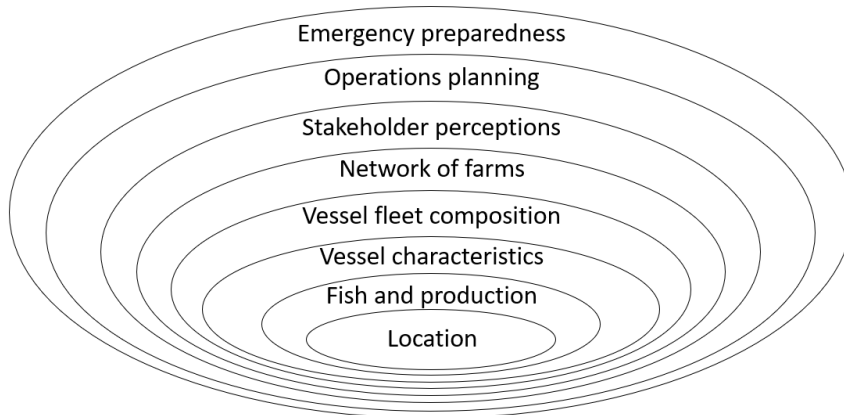 Emergency preparedness
Operations planning
Stakeholder perceptions
Network of farms
Vessel fleet composition
Vessel characteristics
Fish and production
Location